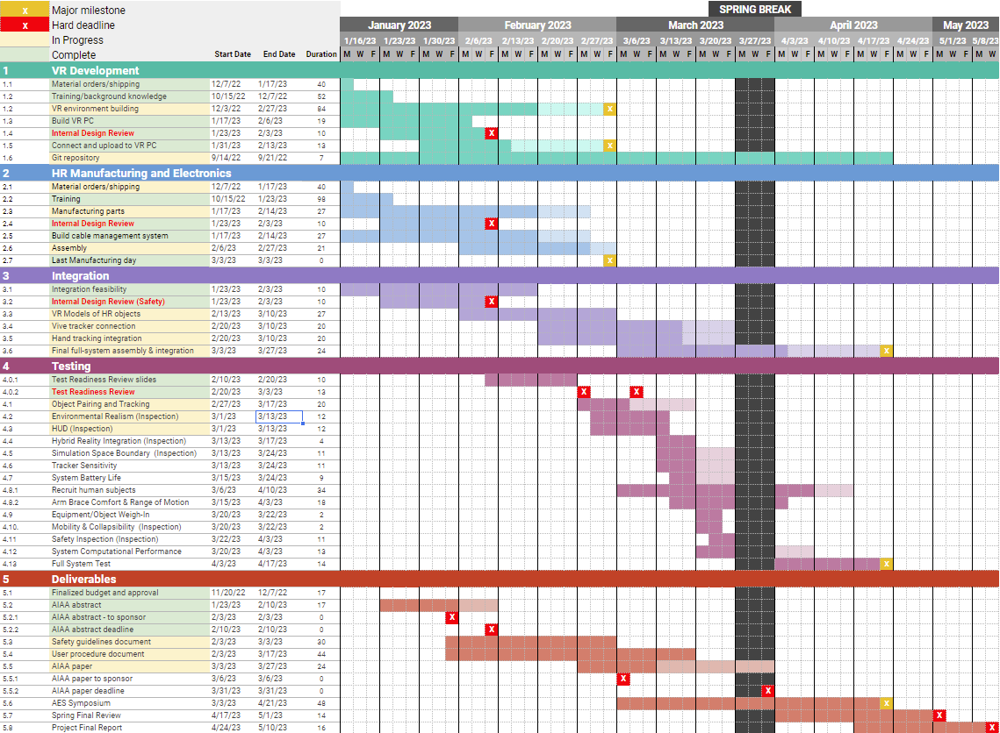 SPRING BREAK
x Major milestone
x Hard deadline January 2023 February 2023 March 2023 April 2023 May 2023
In Progress 1/16/23 1/23/23 1/30/23 2/6/23 2/13/23 2/20/23 2/27/23 3/6/23 3/13/23 3/20/23 3/27/23 4/3/23 4/10/23 4/17/23 4/24/23 5/1/23 5/8/23
Complete Start Date End Date Duration M W F M W F M W F M W F M W F M W F M W F M W F M W F M W F M W F M W F M W F M W F M W F M W F M W
1 VR Development
1.1 Material orders/shipping 12/7/22 1/17/23 40
1.2 Training/background knowledge 10/15/22 12/7/22 52
1.2 VR environment building 12/3/22 2/27/23 84 x
1.3 Build VR PC 1/17/23 2/6/23 19
1.4 Internal Design Review 1/23/23 2/3/23 10 x
1.5 Connect and upload to VR PC 1/31/23 2/13/23 13 x
1.6 Git repository 9/14/22 9/21/22 7
2 HR Manufacturing and Electronics
2.1 Material orders/shipping 12/7/22 1/17/23 40
2.2 Training 10/15/22 1/23/23 98
2.3 Manufacturing parts 1/17/23 2/14/23 27
2.4 Internal Design Review 1/23/23 2/3/23 10 x
2.5 Build cable management system 1/17/23 2/14/23 27
2.6 Assembly 2/6/23 2/27/23 21
2.7 Last Manufacturing day 3/3/23 3/3/23 0 x
3 Integration
3.1 Integration feasibility 1/23/23 2/3/23 10
3.2 Internal Design Review (Safety) 1/23/23 2/3/23 10 x
3.3 VR Models of HR objects 2/13/23 3/10/23 27
3.4 Vive tracker connection 2/20/23 3/10/23 20
3.5 Hand tracking integration 2/20/23 3/10/23 20
3.6 Final full-system assembly & integration 3/3/23 3/27/23 24 x
4 Testing
4.0.1 Test Readiness Review slides 2/10/23 2/20/23 10
4.0.2 Test Readiness Review 2/20/23 3/3/23 13 x x
4.1 Object Pairing and Tracking 2/27/23 3/17/23 20
4.2 Environmental Realism (Inspection) 3/1/23 3/13/23 12
4.3 HUD (Inspection) 3/1/23 3/13/23 12
4.4 Hybrid Reality Integration (Inspection) 3/13/23 3/17/23 4
4.5 Simulation Space Boundary (Inspection) 3/13/23 3/24/23 11
4.6 Tracker Sensitivity 3/13/23 3/24/23 11
4.7 System Battery Life 3/15/23 3/24/23 9
4.8.1 Recruit human subjects 3/6/23 4/10/23 34
4.8.2 Arm Brace Comfort & Range of Motion 3/15/23 4/3/23 18
4.9 Equipment/Object Weigh-In 3/20/23 3/22/23 2
4.10. Mobility & Collapsibility (Inspection) 3/20/23 3/22/23 2
4.11 Safety Inspection (Inspection) 3/22/23 4/3/23 11
4.12 System Computational Performance 3/20/23 4/3/23 13
4.13 Full System Test 4/3/23 4/17/23 14 x
5 Deliverables
5.1 Finalized budget and approval 11/20/22 12/7/22 17
5.2 AIAA abstract 1/23/23 2/10/23 17
5.2.1 AIAA abstract - to sponsor 2/3/23 2/3/23 0 x
5.2.2 AIAA abstract deadline 2/10/23 2/10/23 0 x
5.3 Safety guidelines document 2/3/23 3/3/23 30
5.4 User procedure document 2/3/23 3/17/23 44
5.5 AIAA paper 3/3/23 3/27/23 24
5.5.1 AIAA paper to sponsor 3/6/23 3/6/23 0 x
5.5.2 AIAA paper deadline 3/31/23 3/31/23 0 x
5.6 AES Symposium 3/3/23 4/21/23 48 x
5.7 Spring Final Review 4/17/23 5/1/23 14 x
5.8 Project Final Report 4/24/23 5/10/23 16 x